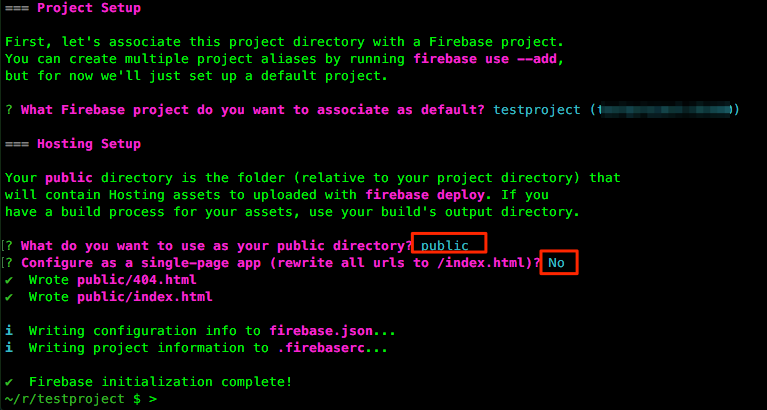 === Project Setup
First, let's associate this project directory with a Firebase project.
You can create multiple project aliases by running firebase use --add,
but for now we'll just set up a default project.
? What Firebase project do you want to associate as default? testproject (
=== Hosting Setup
Your public directory is the folder (relative to your project directory) that
will contain Hosting assets to uploaded with firebase deploy. If you
have a build process for your assets, use your build's output directory.
? What do you want to use as your public directory? public
? Configure as a single-page app (rewrite all urls to /index.html)? No
✔ Wrote public/404.html
✔ Wrote public/index.html
i Writing configuration info to firebase.json...
i Writing project information to .firebaserc...
✔ Firebase initialization complete!
~/r/testproject $ >